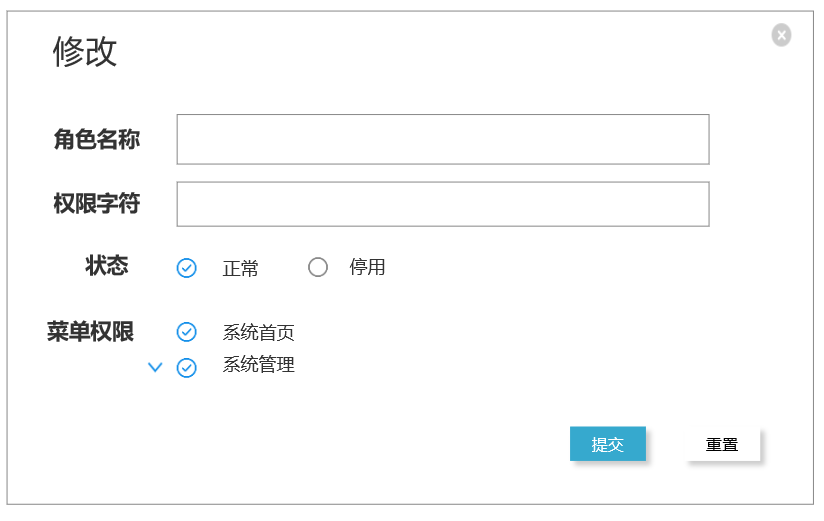 修改
角色名称
权限字符
状态 正常 停用
菜单权限 系统首页
系统管理
提交 重置